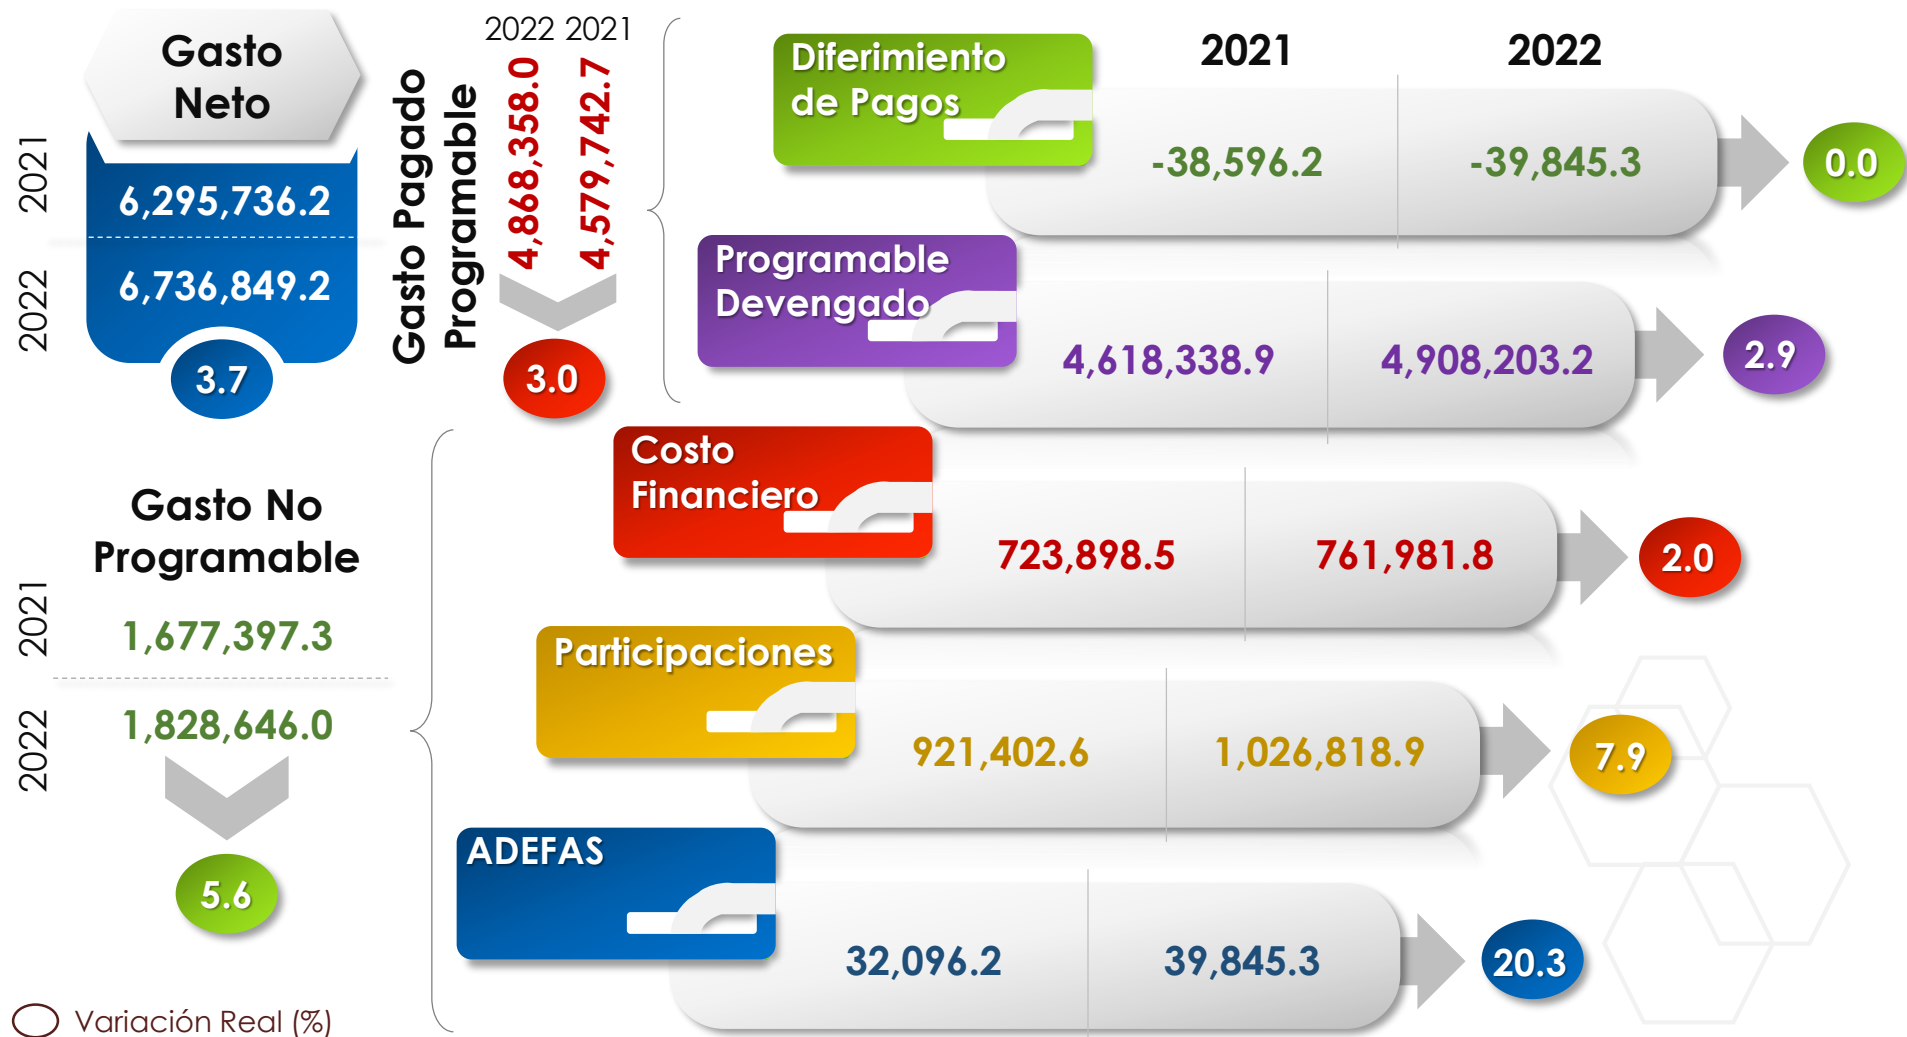 Gasto
Neto
2021
6,295,736.2
2022
6,736,849.2
3.7
Gasto Pagado
Programable
2022 2021
4,868,358.0
4,579,742.7
3.0
2021
2022
Diferimiento
de Pagos
-38,596.2
-39,845.3
0.0
Programable
Devengado
4,618,338.9
4,908,203.2
2.9
Gasto No
Programable
2021
1,677,397.3
2022
1,828,646.0
5.6
Costo
Financiero
723,898.5
761,981.8
2.0
Participaciones
921,402.6
1,026,818.9
7.9
ADEFAS
32,096.2
39,845.3
20.3
Variación Real (%)